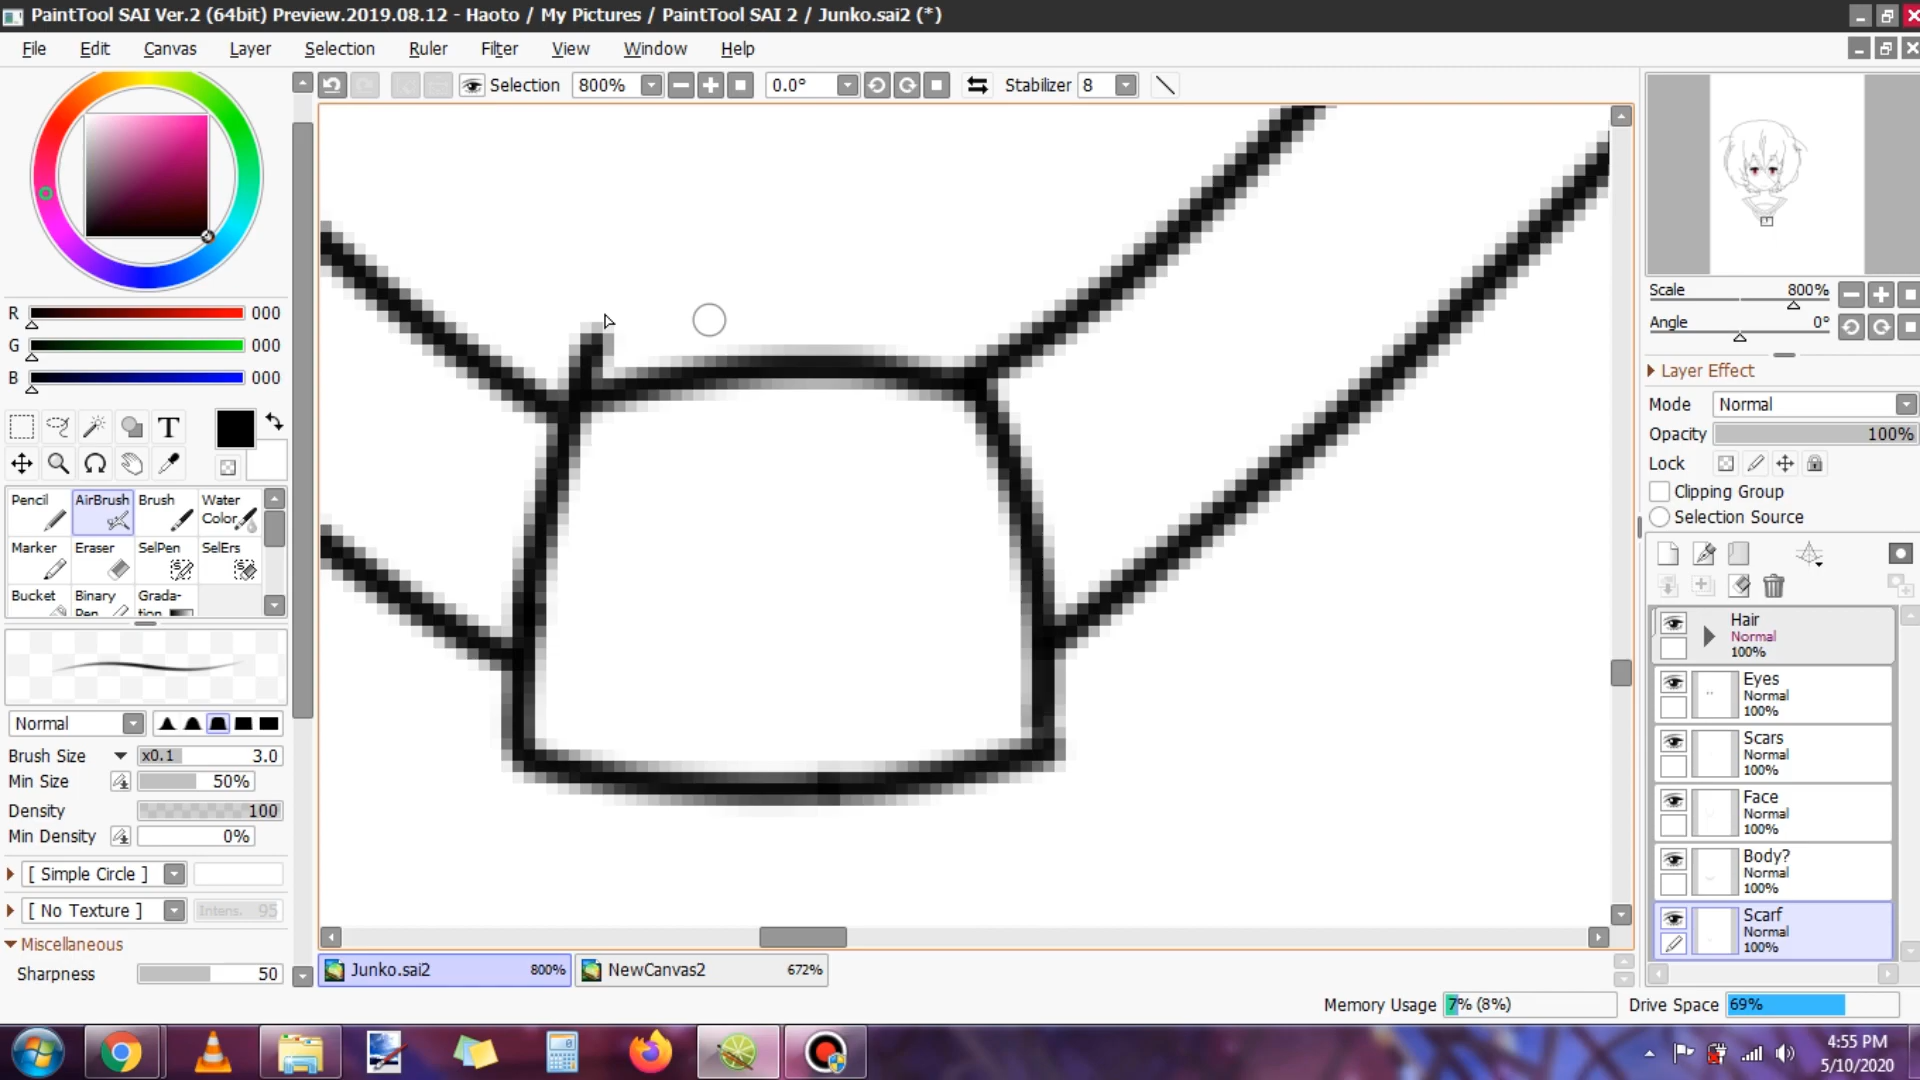 PaintTool SAI Ver.2 (64bit) Preview.2019.08.12 - Haoto / My Pictures / PaintTool SAI 2 / Junko.sai2 (*)
File Edit Canvas Layer Selection Ruler Filter View Window Help
Selection 800% 0.0° Stabilizer 8
R 000
G 000
B 000
T
Pencil AirBrush Brush Water Color
Marker Eraser SelPen SelErs
Bucket Binary Pen Grada-tion
Normal
Brush Size x0.1 3.0
Min Size 50%
Density 100
Min Density 0%
[ Simple Circle ]
[ No Texture ] Intens. 95
Miscellaneous
Sharpness 50
Junko.sai2 800% NewCanvas2 672%
Scale 800%
Angle 0°
Layer Effect
Mode Normal
Opacity 100%
Lock
Clipping Group
Selection Source
Hair
Normal
100%
Eyes
Normal
100%
Scars
Normal
100%
Face
Normal
100%
Body?
Normal
100%
Scarf
Normal
100%
Memory Usage 7% (8%) Drive Space 69%
4:55 PM
5/10/2020